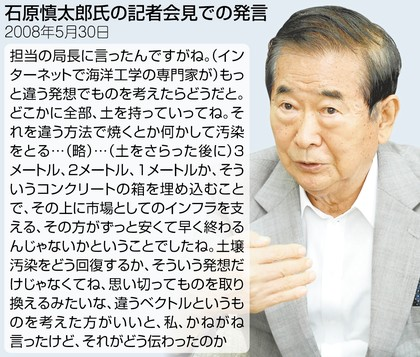 石原慎太郎氏の記者会見での発言
2008年5月30日
担当の局長に言ったんですがね。(イン
ターネットで海洋工学の専門家が)もっ
と違う発想でものを考えたらどうだと。
どこかに全部、土を持っていってね。そ
れを違う方法で焼くとか何かして汚染
をとる…(略)…(土をさらった後に)3
メートル、2メートル、1メートルか、そう
いうコンクリートの箱を埋め込むこと
で、その上に市場としてのインフラを支
える、その方がずっと安くて早く終わる
んじゃないかということでしたね。土壌
汚染をどう回復するか、そういう発想だ
けじゃなくてね、思い切ってものを取り
換えるみたいな、違うベクトルというも
のを考えた方がいいと、私、かねがね
言ったけど、それがどう伝わったのか